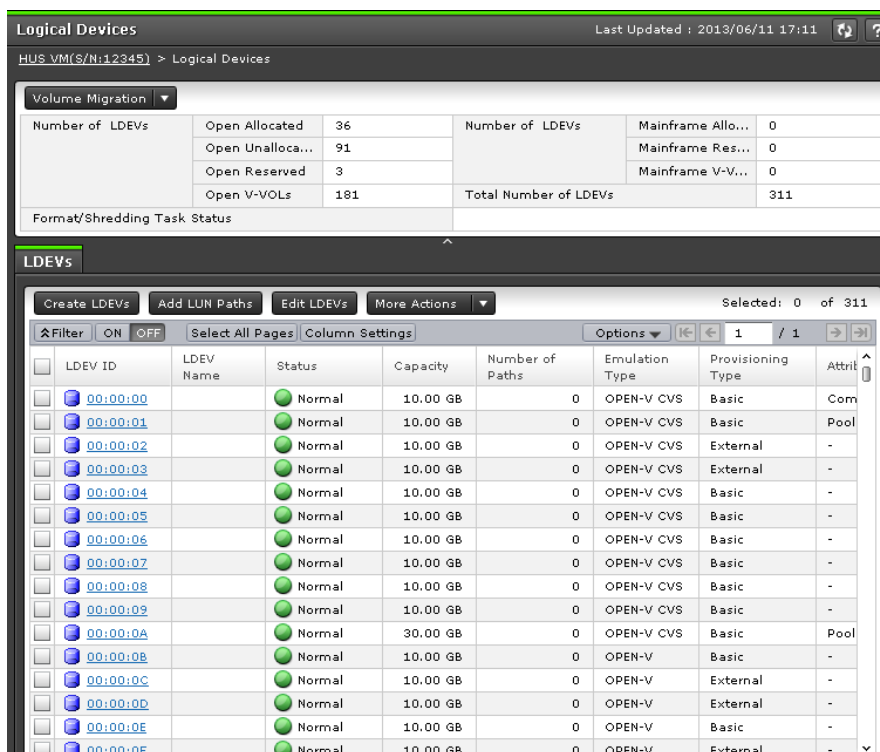 Logical Devices Last Updated : 2013/06/11 17:11 ?
HUS VM(S/N:12345) > Logical Devices
Volume Migration
Number of LDEVs Open Allocated 36 Number of LDEVs Mainframe Allo... 0
Open Unalloca... 91 Mainframe Res... 0
Open Reserved 3 Mainframe V-V... 0
Open V-VOLs 181 Total Number of LDEVs 311
Format/Shredding Task Status
LDEVs
Create LDEVs Add LUN Paths Edit LDEVs More Actions Selected: 0 of 311
Filter ON OFF Select All Pages Column Settings Options 1 / 1
LDEV ID LDEV Name Status Capacity Number of Paths Emulation Type Provisioning Type Attrib
00:00:00 Normal 10.00 GB 0 OPEN-V CVS Basic Com
00:00:01 Normal 10.00 GB 0 OPEN-V CVS Basic Pool
00:00:02 Normal 10.00 GB 0 OPEN-V CVS External -
00:00:03 Normal 10.00 GB 0 OPEN-V CVS External -
00:00:04 Normal 10.00 GB 0 OPEN-V CVS Basic -
00:00:05 Normal 10.00 GB 0 OPEN-V CVS Basic -
00:00:06 Normal 10.00 GB 0 OPEN-V CVS Basic -
00:00:07 Normal 10.00 GB 0 OPEN-V CVS Basic -
00:00:08 Normal 10.00 GB 0 OPEN-V CVS Basic -
00:00:09 Normal 10.00 GB 0 OPEN-V CVS Basic -
00:00:0A Normal 30.00 GB 0 OPEN-V CVS Basic Pool
00:00:0B Normal 10.00 GB 0 OPEN-V Basic -
00:00:0C Normal 10.00 GB 0 OPEN-V External -
00:00:0D Normal 10.00 GB 0 OPEN-V External -
00:00:0E Normal 10.00 GB 0 OPEN-V Basic -
00:00:0F Normal 10.00 GB 0 OPEN-V External -